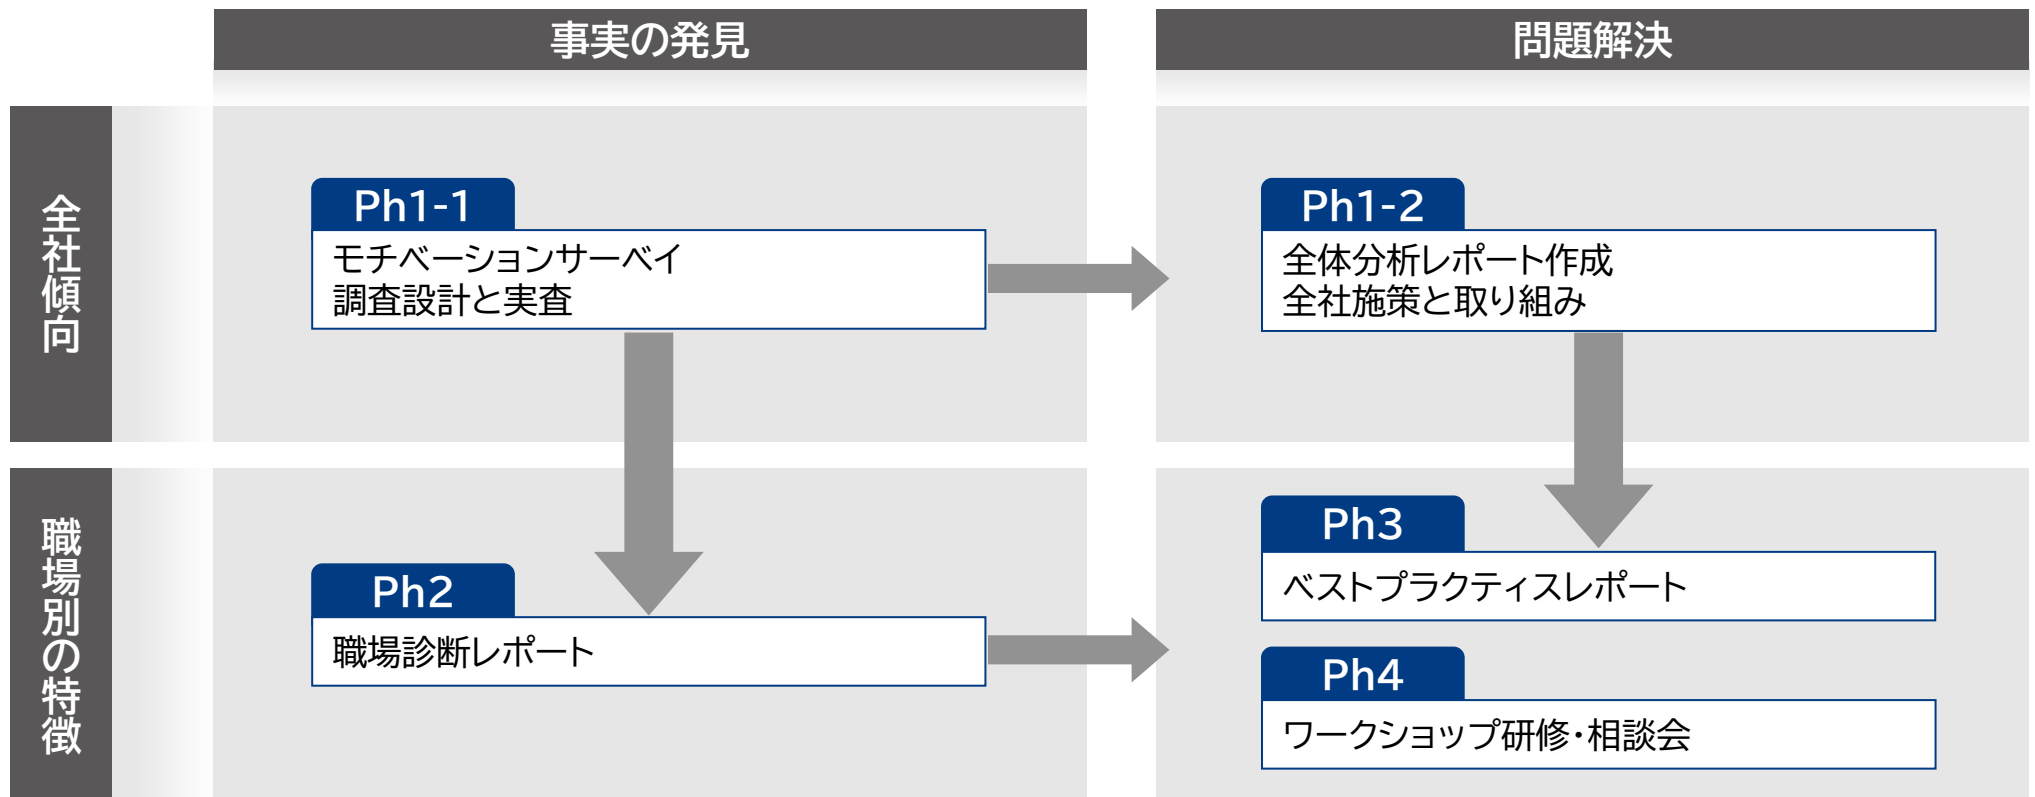 事実の発見
問題解決
全社傾向
Ph1-1
モチベーションサーベイ
調査設計と実査
Ph1-2
全体分析レポート作成
全社施策と取り組み
職場別の特徴
Ph2
職場診断レポート
Ph3
ベストプラクティスレポート
Ph4
ワークショップ研修・相談会